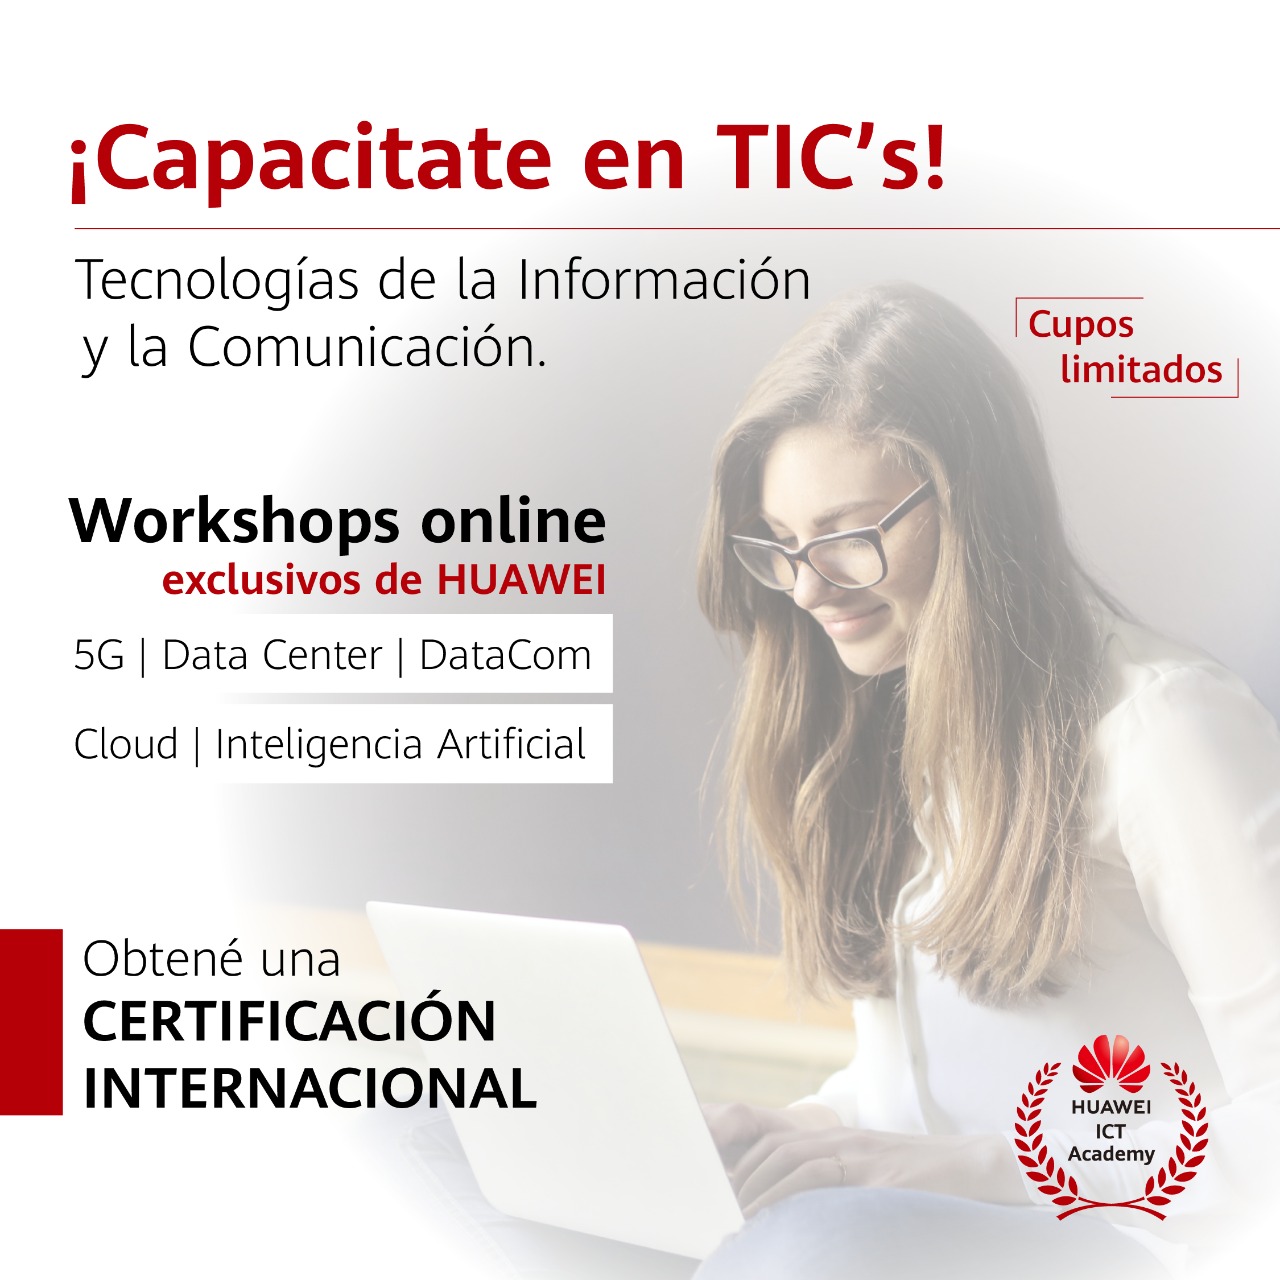 ¡Capacitate en TIC’s!
Tecnologías de la Información
y la Comunicación.
Cupos
limitados
Workshops online
exclusivos de HUAWEI
5G | Data Center | DataCom
Cloud | Inteligencia Artificial
Obtené una
CERTIFICACIÓN
INTERNACIONAL
HUAWEI
ICT
Academy